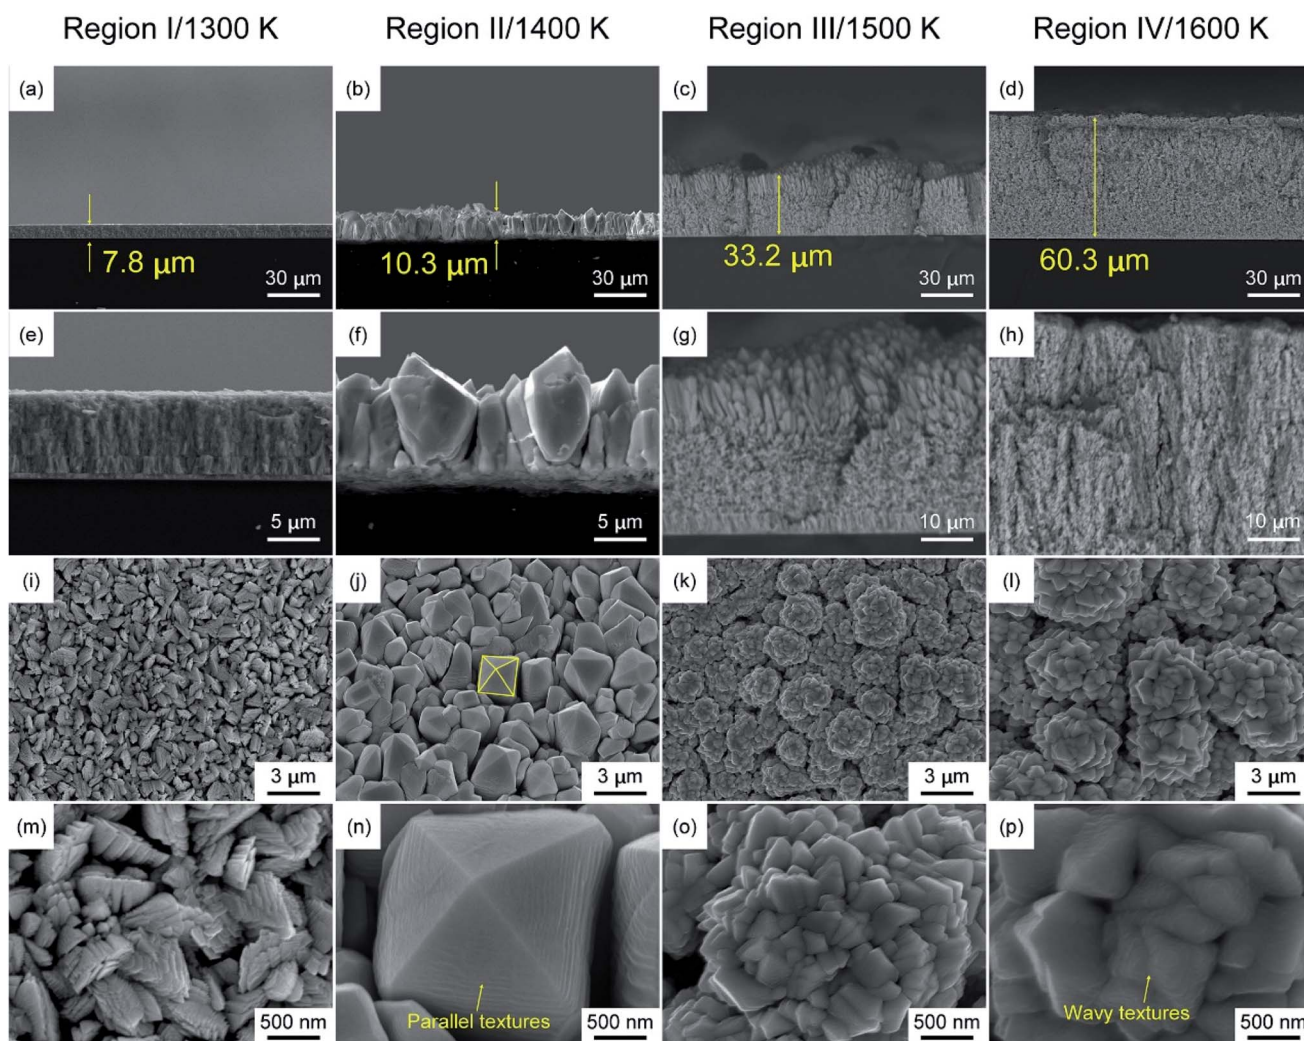 Region I/1300 K Region II/1400 K Region III/1500 K Region IV/1600 K
(a) (b) (c) (d)
7.8 μm 10.3 μm 33.2 μm 60.3 μm
30 μm 30 μm 30 μm 30 μm
(e) (f) (g) (h)
5 μm 5 μm 10 μm 10 μm
(i) (j) (k) (l)
3 μm 3 μm 3 μm 3 μm
(m) (n) (o) (p)
Parallel textures Wavy textures
500 nm 500 nm 500 nm 500 nm